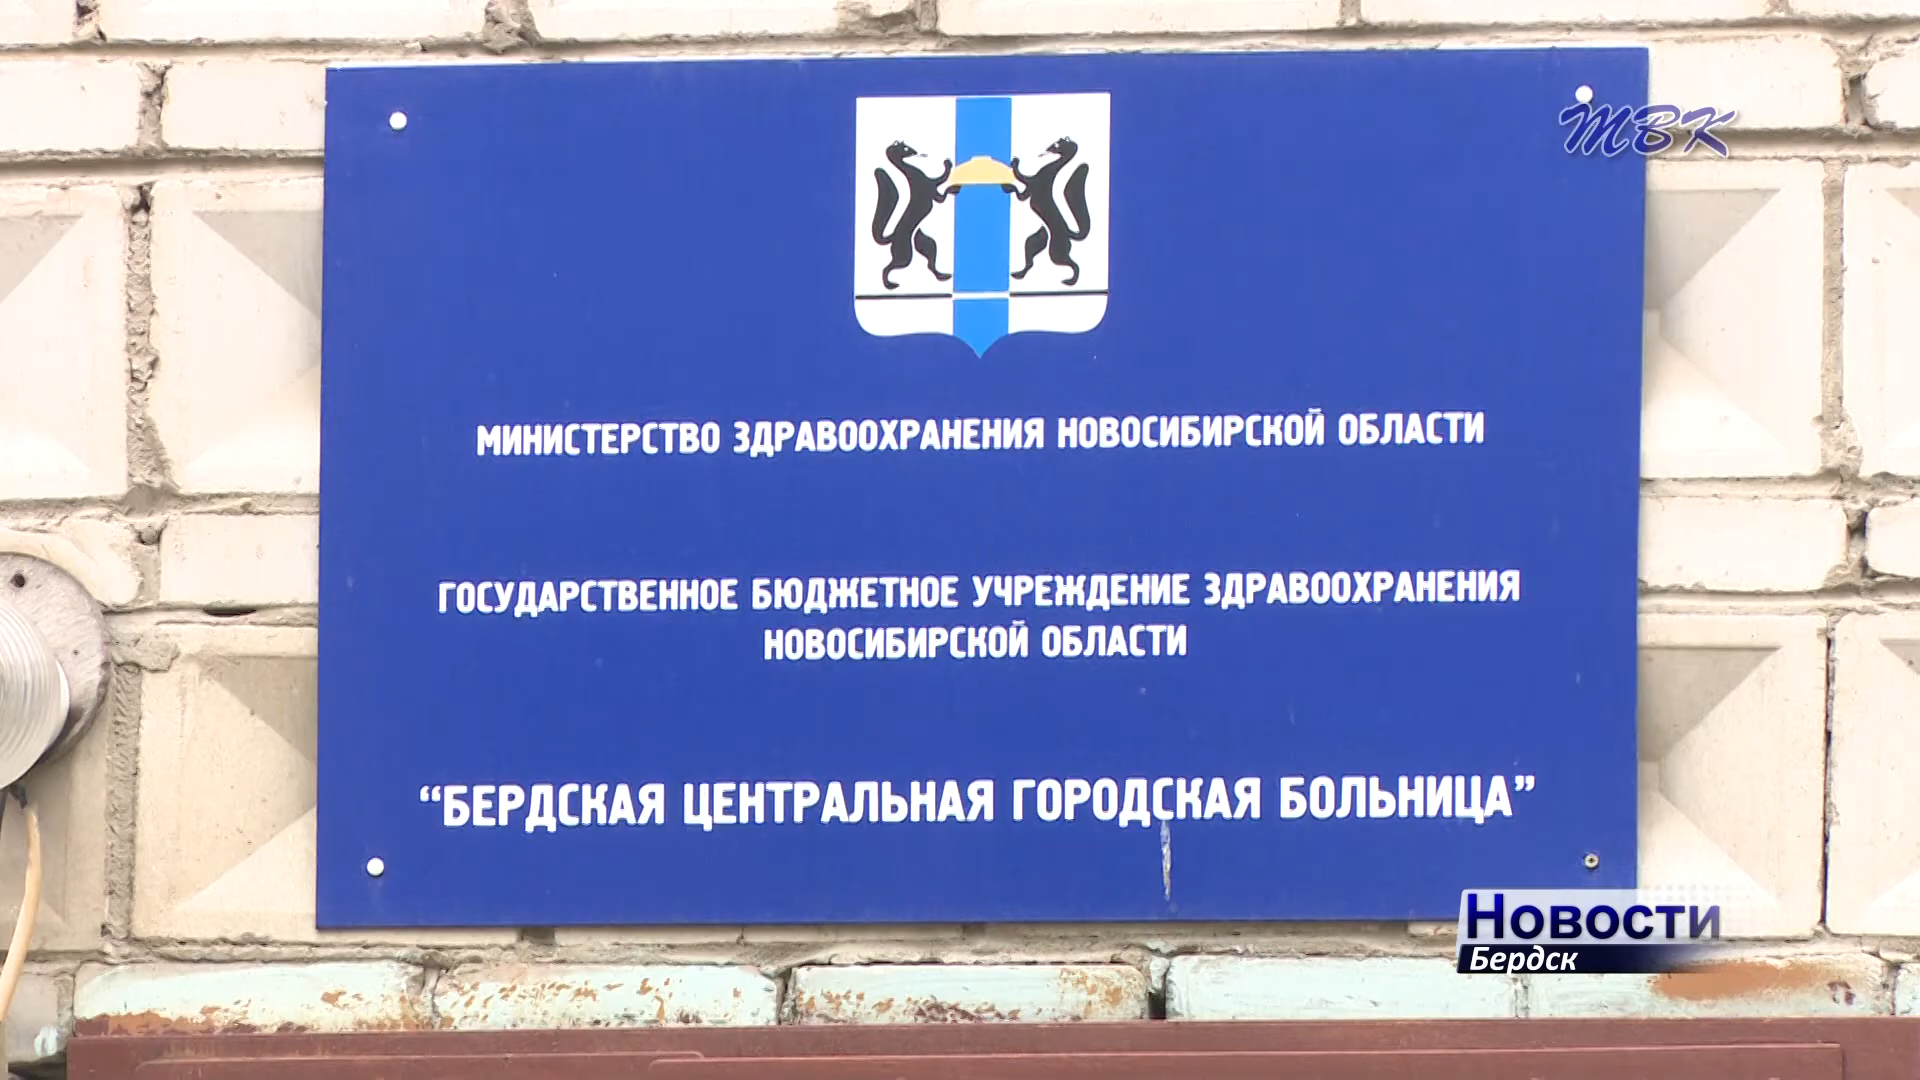 ТВК
МИНИСТЕРСТВО ЗДРАВООХРАНЕНИЯ НОВОСИБИРСКОЙ ОБЛАСТИ
ГОСУДАРСТВЕННОЕ БЮДЖЕТНОЕ УЧРЕЖДЕНИЕ ЗДРАВООХРАНЕНИЯ
НОВОСИБИРСКОЙ ОБЛАСТИ
“БЕРДСКАЯ ЦЕНТРАЛЬНАЯ ГОРОДСКАЯ БОЛЬНИЦА”
Новости
Бердск